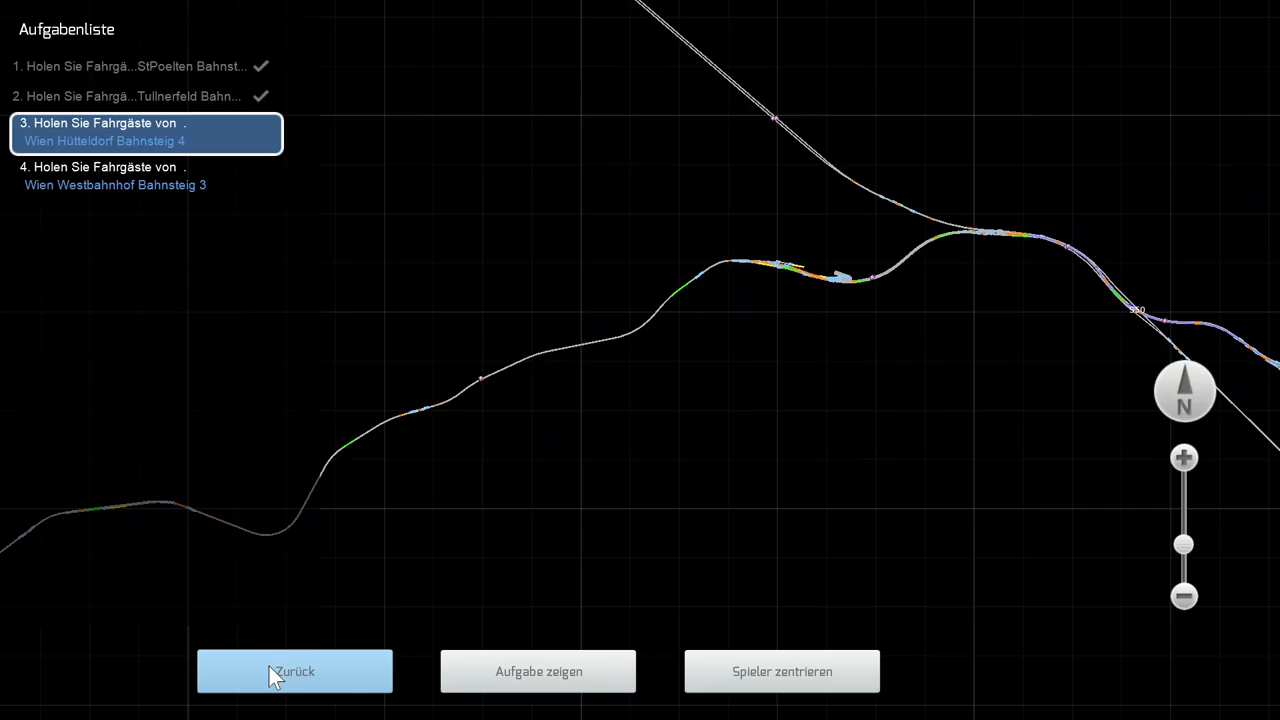 Aufgabenliste
1. Holen Sie Fahrgä...StPoelten Bahnst...
2. Holen Sie Fahrgä...Tullnerfeld Bahn...
3. Holen Sie Fahrgäste von .
Wien Hütteldorf Bahnsteig 4
4. Holen Sie Fahrgäste von .
Wien Westbahnhof Bahnsteig 3
N
Zurück
Aufgabe zeigen
Spieler zentrieren